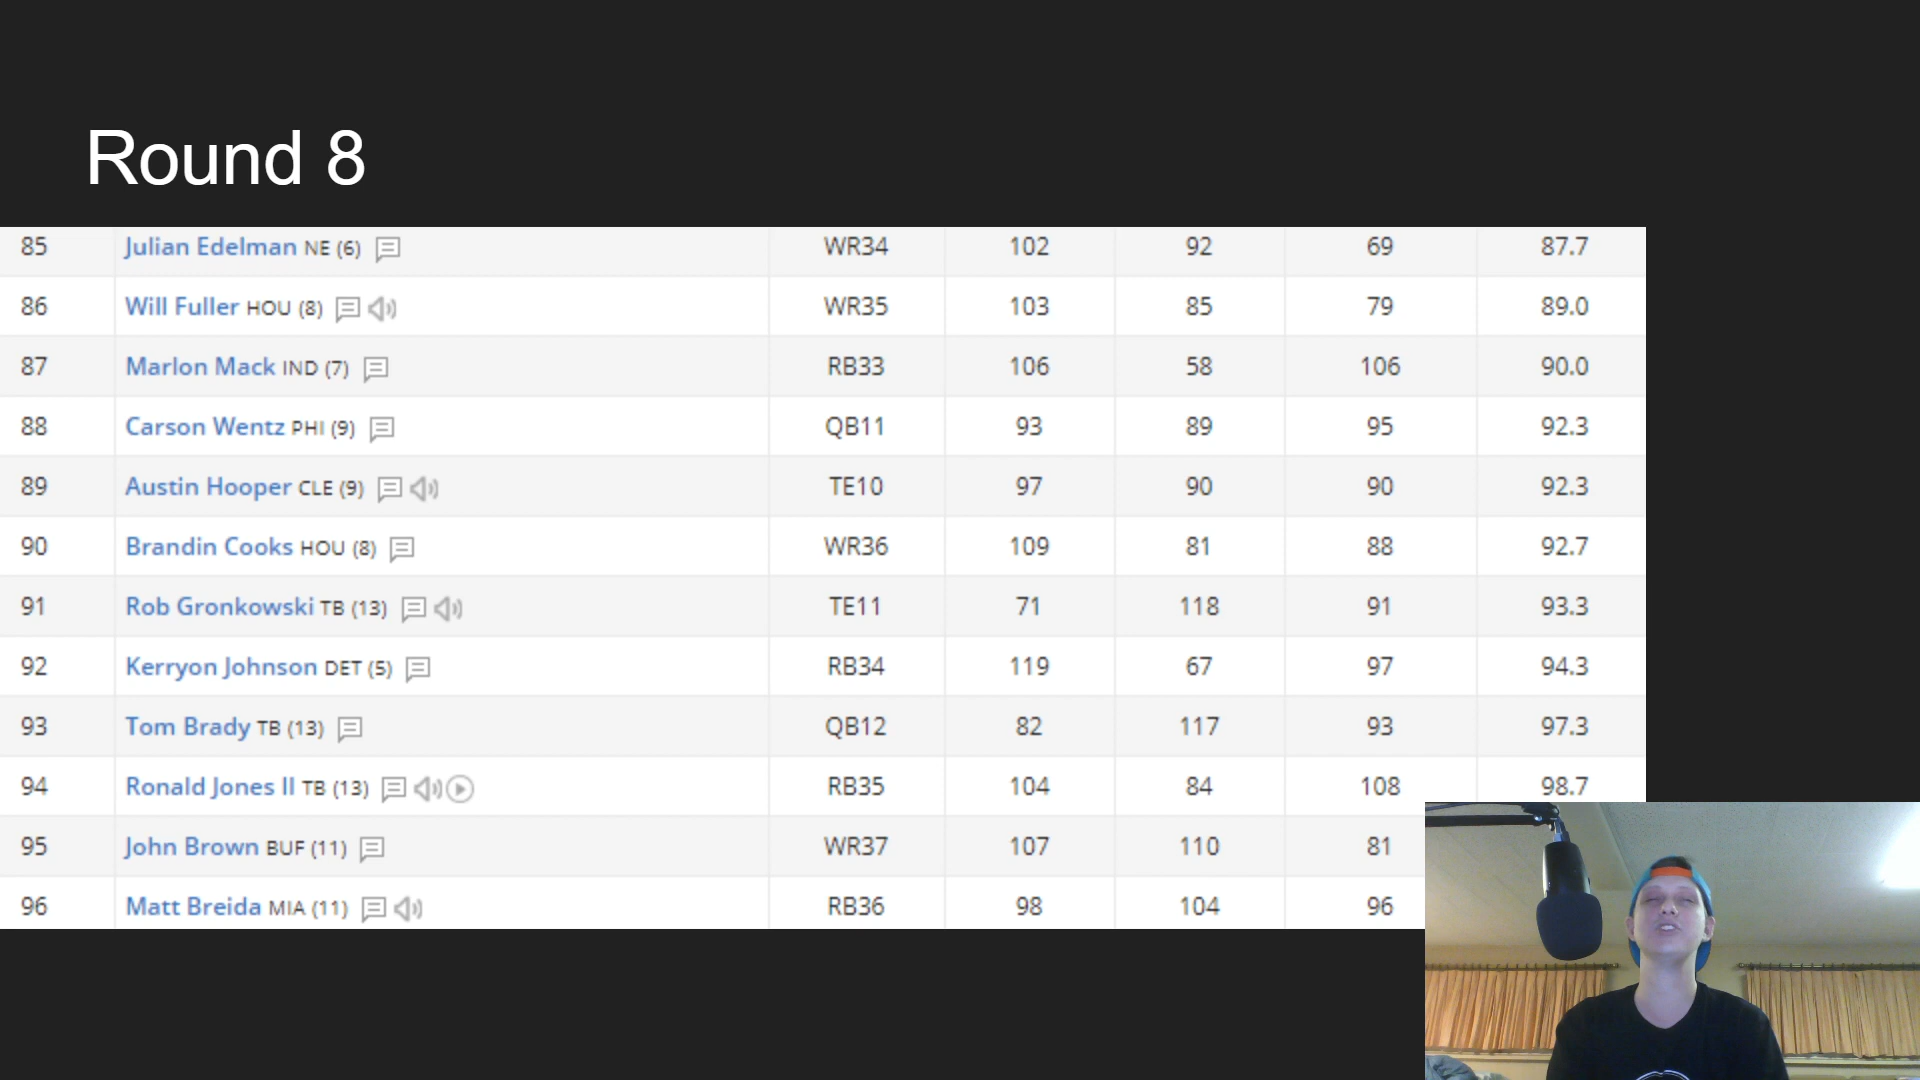 Round 8
85 Julian Edelman NE (6) WR34 102 92 69 87.7
86 Will Fuller HOU (8) WR35 103 85 79 89.0
87 Marlon Mack IND (7) RB33 106 58 106 90.0
88 Carson Wentz PHI (9) QB11 93 89 95 92.3
89 Austin Hooper CLE (9) TE10 97 90 90 92.3
90 Brandin Cooks HOU (8) WR36 109 81 88 92.7
91 Rob Gronkowski TB (13) TE11 71 118 91 93.3
92 Kerryon Johnson DET (5) RB34 119 67 97 94.3
93 Tom Brady TB (13) QB12 82 117 93 97.3
94 Ronald Jones II TB (13) RB35 104 84 108 98.7
95 John Brown BUF (11) WR37 107 110 81
96 Matt Breida MIA (11) RB36 98 104 96